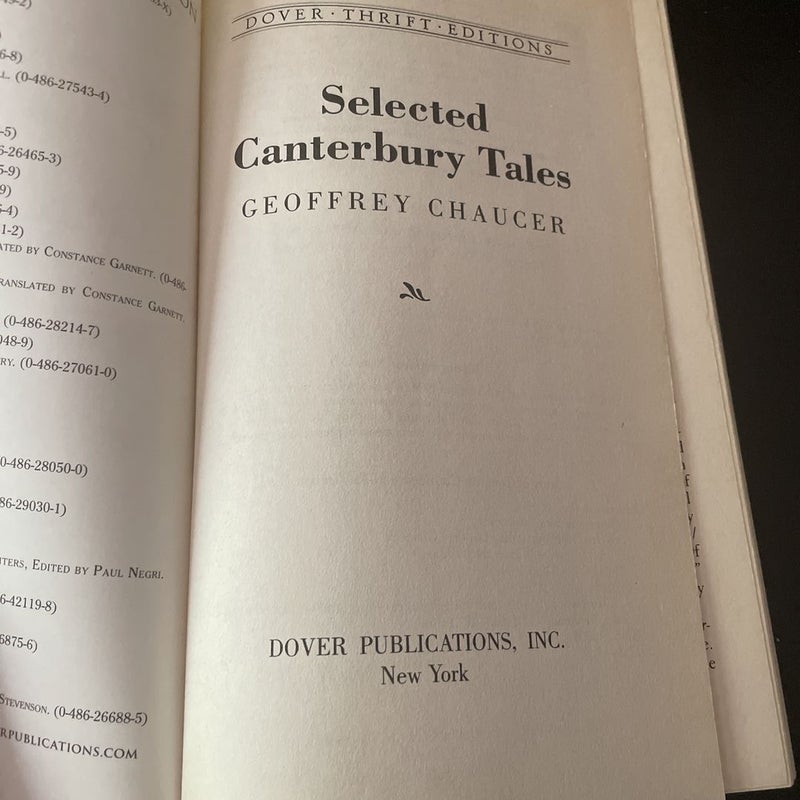 (0-486-27543-4)
-5)
6-26465-3)
5-9)
9)
5-4)
1-2)
ATED BY CONSTANCE GARNETT. (0-486-
RANSLATED BY CONSTANCE GARNETT.
(0-486-28214-7)
048-9)
RY. (0-486-27061-0)
0-486-28050-0)
86-29030-1)
TERS, EDITED BY PAUL NEGRI.
6-42119-8)
6875-6)
STEVENSON. (0-486-26688-5)
RPUBLICATIONS.COM
DOVER · THRIFT · EDITIONS
Selected
Canterbury Tales
GEOFFREY CHAUCER
DOVER PUBLICATIONS, INC.
New York